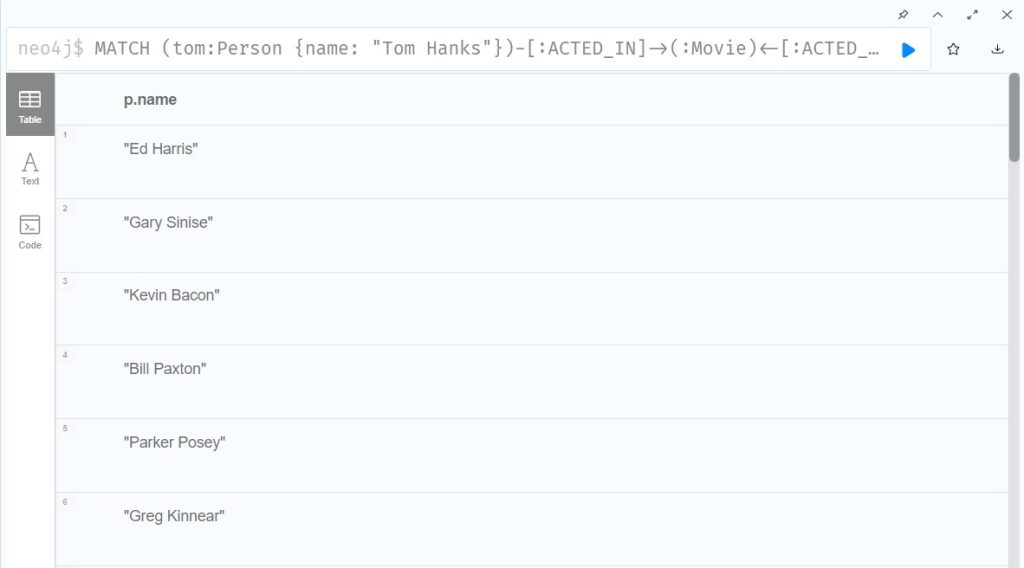 neo4j$ MATCH (tom:Person {name: "Tom Hanks"})-[:ACTED_IN]→(:Movie)←[:ACTED_…
p.name
Table
1
"Ed Harris"
Text
2
"Gary Sinise"
Code
3
"Kevin Bacon"
4
"Bill Paxton"
5
"Parker Posey"
6
"Greg Kinnear"